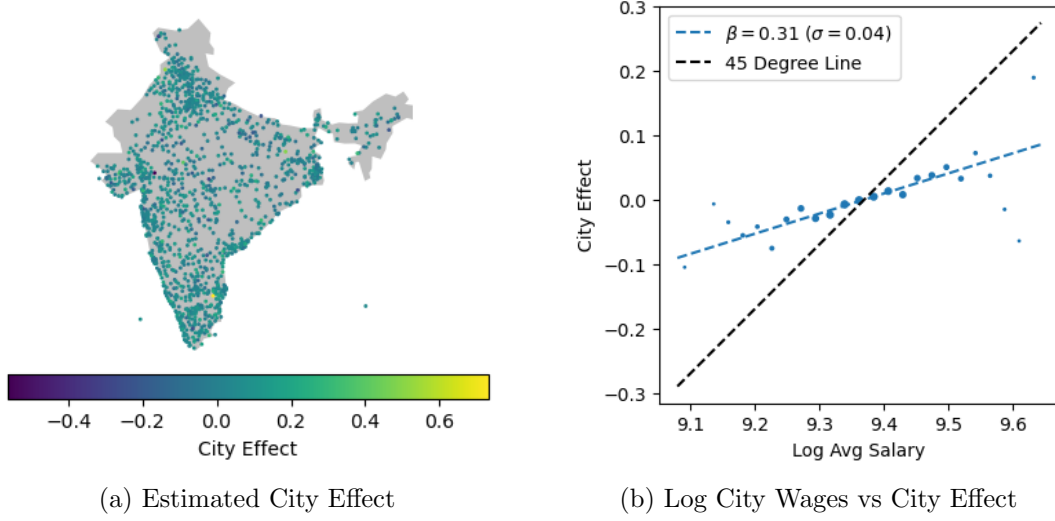 −0.4 −0.2 0.0 0.2 0.4 0.6
City Effect
(a) Estimated City Effect
0.3
0.2
0.1
0.0
−0.1
−0.2
−0.3
City Effect
β = 0.31 (σ = 0.04)
45 Degree Line
9.1 9.2 9.3 9.4 9.5 9.6
Log Avg Salary
(b) Log City Wages vs City Effect